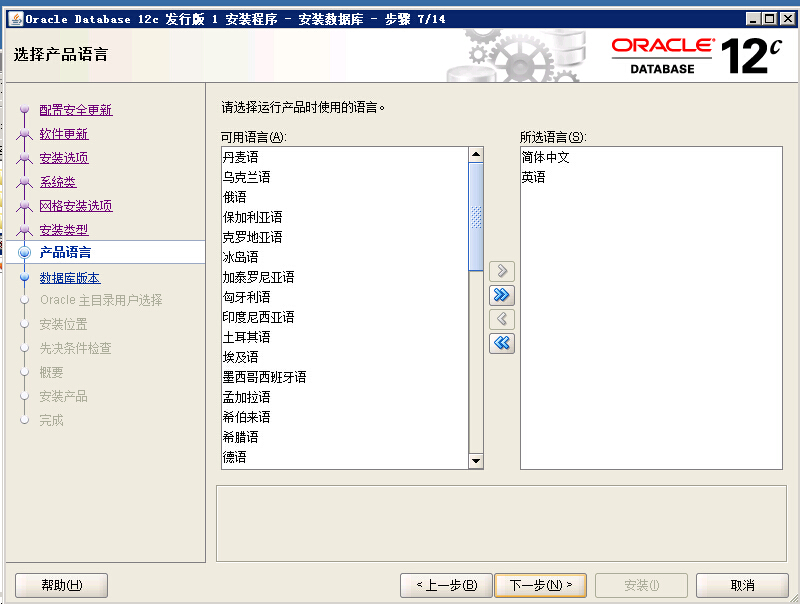 Oracle Database 12c 发行版 1 安装程序 - 安装数据库 - 步骤 7/14
选择产品语言
ORACLE
DATABASE
12c
配置安全更新
软件更新
安装选项
系统类
网格安装选项
安装类型
产品语言
数据库版本
Oracle 主目录用户选择
安装位置
先决条件检查
概要
安装产品
完成
请选择运行产品时使用的语言。
可用语言(A):
丹麦语
乌克兰语
俄语
保加利亚语
克罗地亚语
冰岛语
加泰罗尼亚语
匈牙利语
印度尼西亚语
土耳其语
埃及语
墨西哥西班牙语
孟加拉语
希伯来语
希腊语
德语
所选语言(S):
简体中文
英语
帮助(H)
< 上一步(B)
下一步(N) >
安装(I)
取消